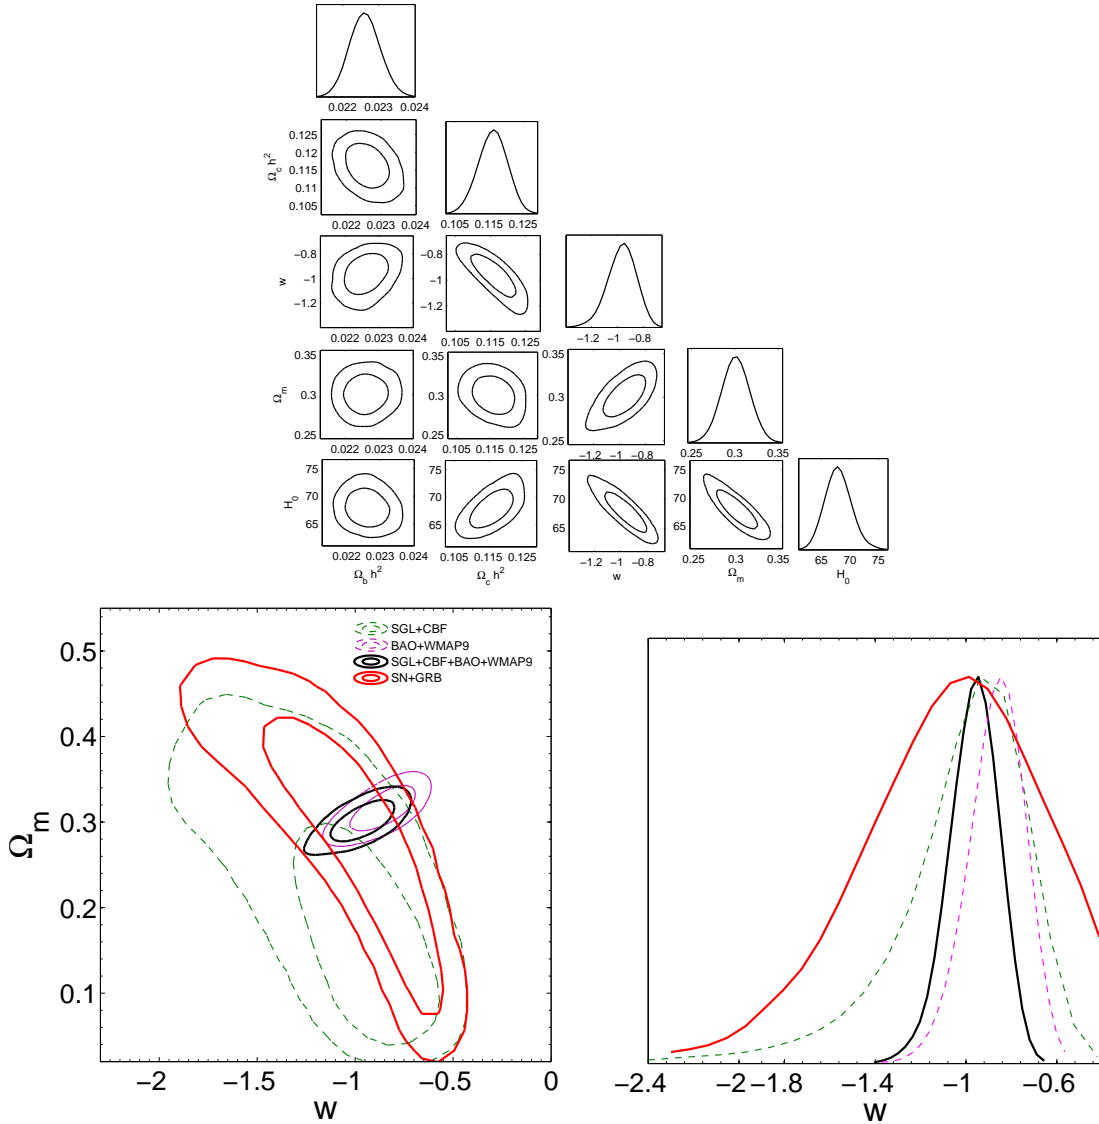 0.022 0.023 0.024
0.125
0.12
0.115
0.11
0.105
Ω_c h²
0.022 0.023 0.024
0.105 0.115 0.125
−0.8
−1
−1.2
w
0.022 0.023 0.024
0.105 0.115 0.125
−1.2 −1 −0.8
0.35
0.3
0.25
Ω_m
0.35
0.3
0.25
0.35
0.3
0.25
0.022 0.023 0.024
0.105 0.115 0.125
−1.2 −1 −0.8
0.25 0.3 0.35
75
70
65
H_0
75
70
65
75
70
65
75
70
65
0.022 0.023 0.024
0.105 0.115 0.125
−1.2 −1 −0.8
0.25 0.3 0.35
65 70 75
Ω_b h²
Ω_c h²
w
Ω_m
H_0
SGL+CBF
BAO+WMAP9
SGL+CBF+BAO+WMAP9
SN+GRB
0.5
0.4
0.3
0.2
0.1
Ω_m
−2 −1.5 −1 −0.5 0
w
−2.4 −2 −1.8 −1.4 −1 −0.6
w